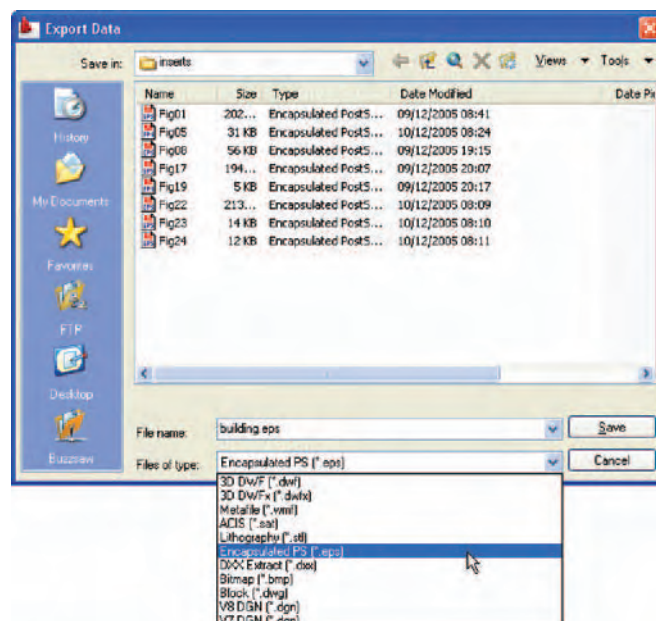 Export Data
Save in: inserts Views Tools
Name Size Type Date Modified
Fig01 202... Encapsulated PostS... 09/12/2005 08:41
Fig05 31 KB Encapsulated PostS... 10/12/2005 08:24
Fig08 56 KB Encapsulated PostS... 09/12/2005 19:15
Fig17 194... Encapsulated PostS... 09/12/2005 20:07
Fig19 5 KB Encapsulated PostS... 09/12/2005 20:17
Fig22 213... Encapsulated PostS... 10/12/2005 08:09
Fig23 14 KB Encapsulated PostS... 10/12/2005 08:10
Fig24 12 KB Encapsulated PostS... 10/12/2005 08:11
History
My Documents
Favorites
FTP
Desktop
Buzzsaw
File name: building.eps Save
Files of type: Encapsulated PS (*.eps) Cancel
3D DWF (*.dwf)
3D DWFx (*.dwfx)
Metafile (*.wmf)
ACIS (*.sat)
Lithography (*.stl)
Encapsulated PS (*.eps)
DXX Extract (*.dxx)
Bitmap (*.bmp)
Block (*.dwg)
V8 DGN (*.dgn)
V7 DGN (*.dgn)